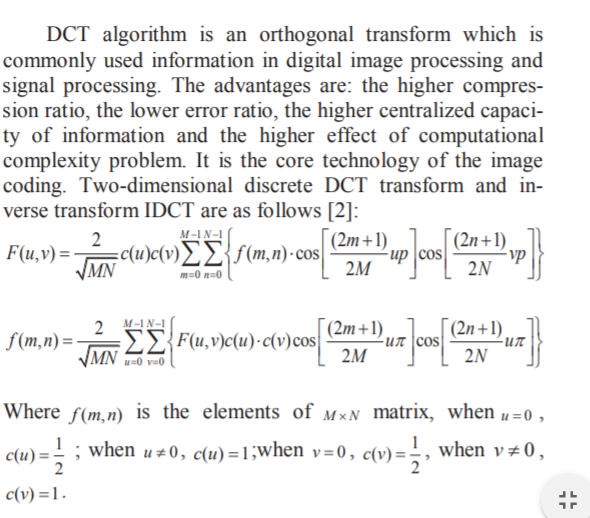 DCT algorithm is an orthogonal transform which is
commonly used information in digital image processing and
signal processing. The advantages are: the higher compres-
sion ratio, the lower error ratio, the higher centralized capaci-
ty of information and the higher effect of computational
complexity problem. It is the core technology of the image
coding. Two-dimensional discrete DCT transform and in-
verse transform IDCT are as follows [2]:
F(u,v) = \frac{2}{\sqrt{MN}} c(u)c(v) \sum_{m=0}^{M-1} \sum_{n=0}^{N-1} \left\{ f(m,n) \cdot \cos\left[ \frac{(2m+1)}{2M} \cdot up \right] \cos\left[ \frac{(2n+1)}{2N} \cdot vp \right] \right\}
f(m,n) = \frac{2}{\sqrt{MN}} \sum_{u=0}^{M-1} \sum_{v=0}^{N-1} \left\{ F(u,v)c(u) \cdot c(v) \cos\left[ \frac{(2m+1)}{2M} \cdot u\pi \right] \cos\left[ \frac{(2n+1)}{2N} \cdot u\pi \right] \right\}
Where f(m,n) is the elements of M×N matrix, when u=0 ,
c(u) = \frac{1}{2} ; when u≠0, c(u)=1;when v=0, c(v) = \frac{1}{2}, when v≠0,
c(v)=1.